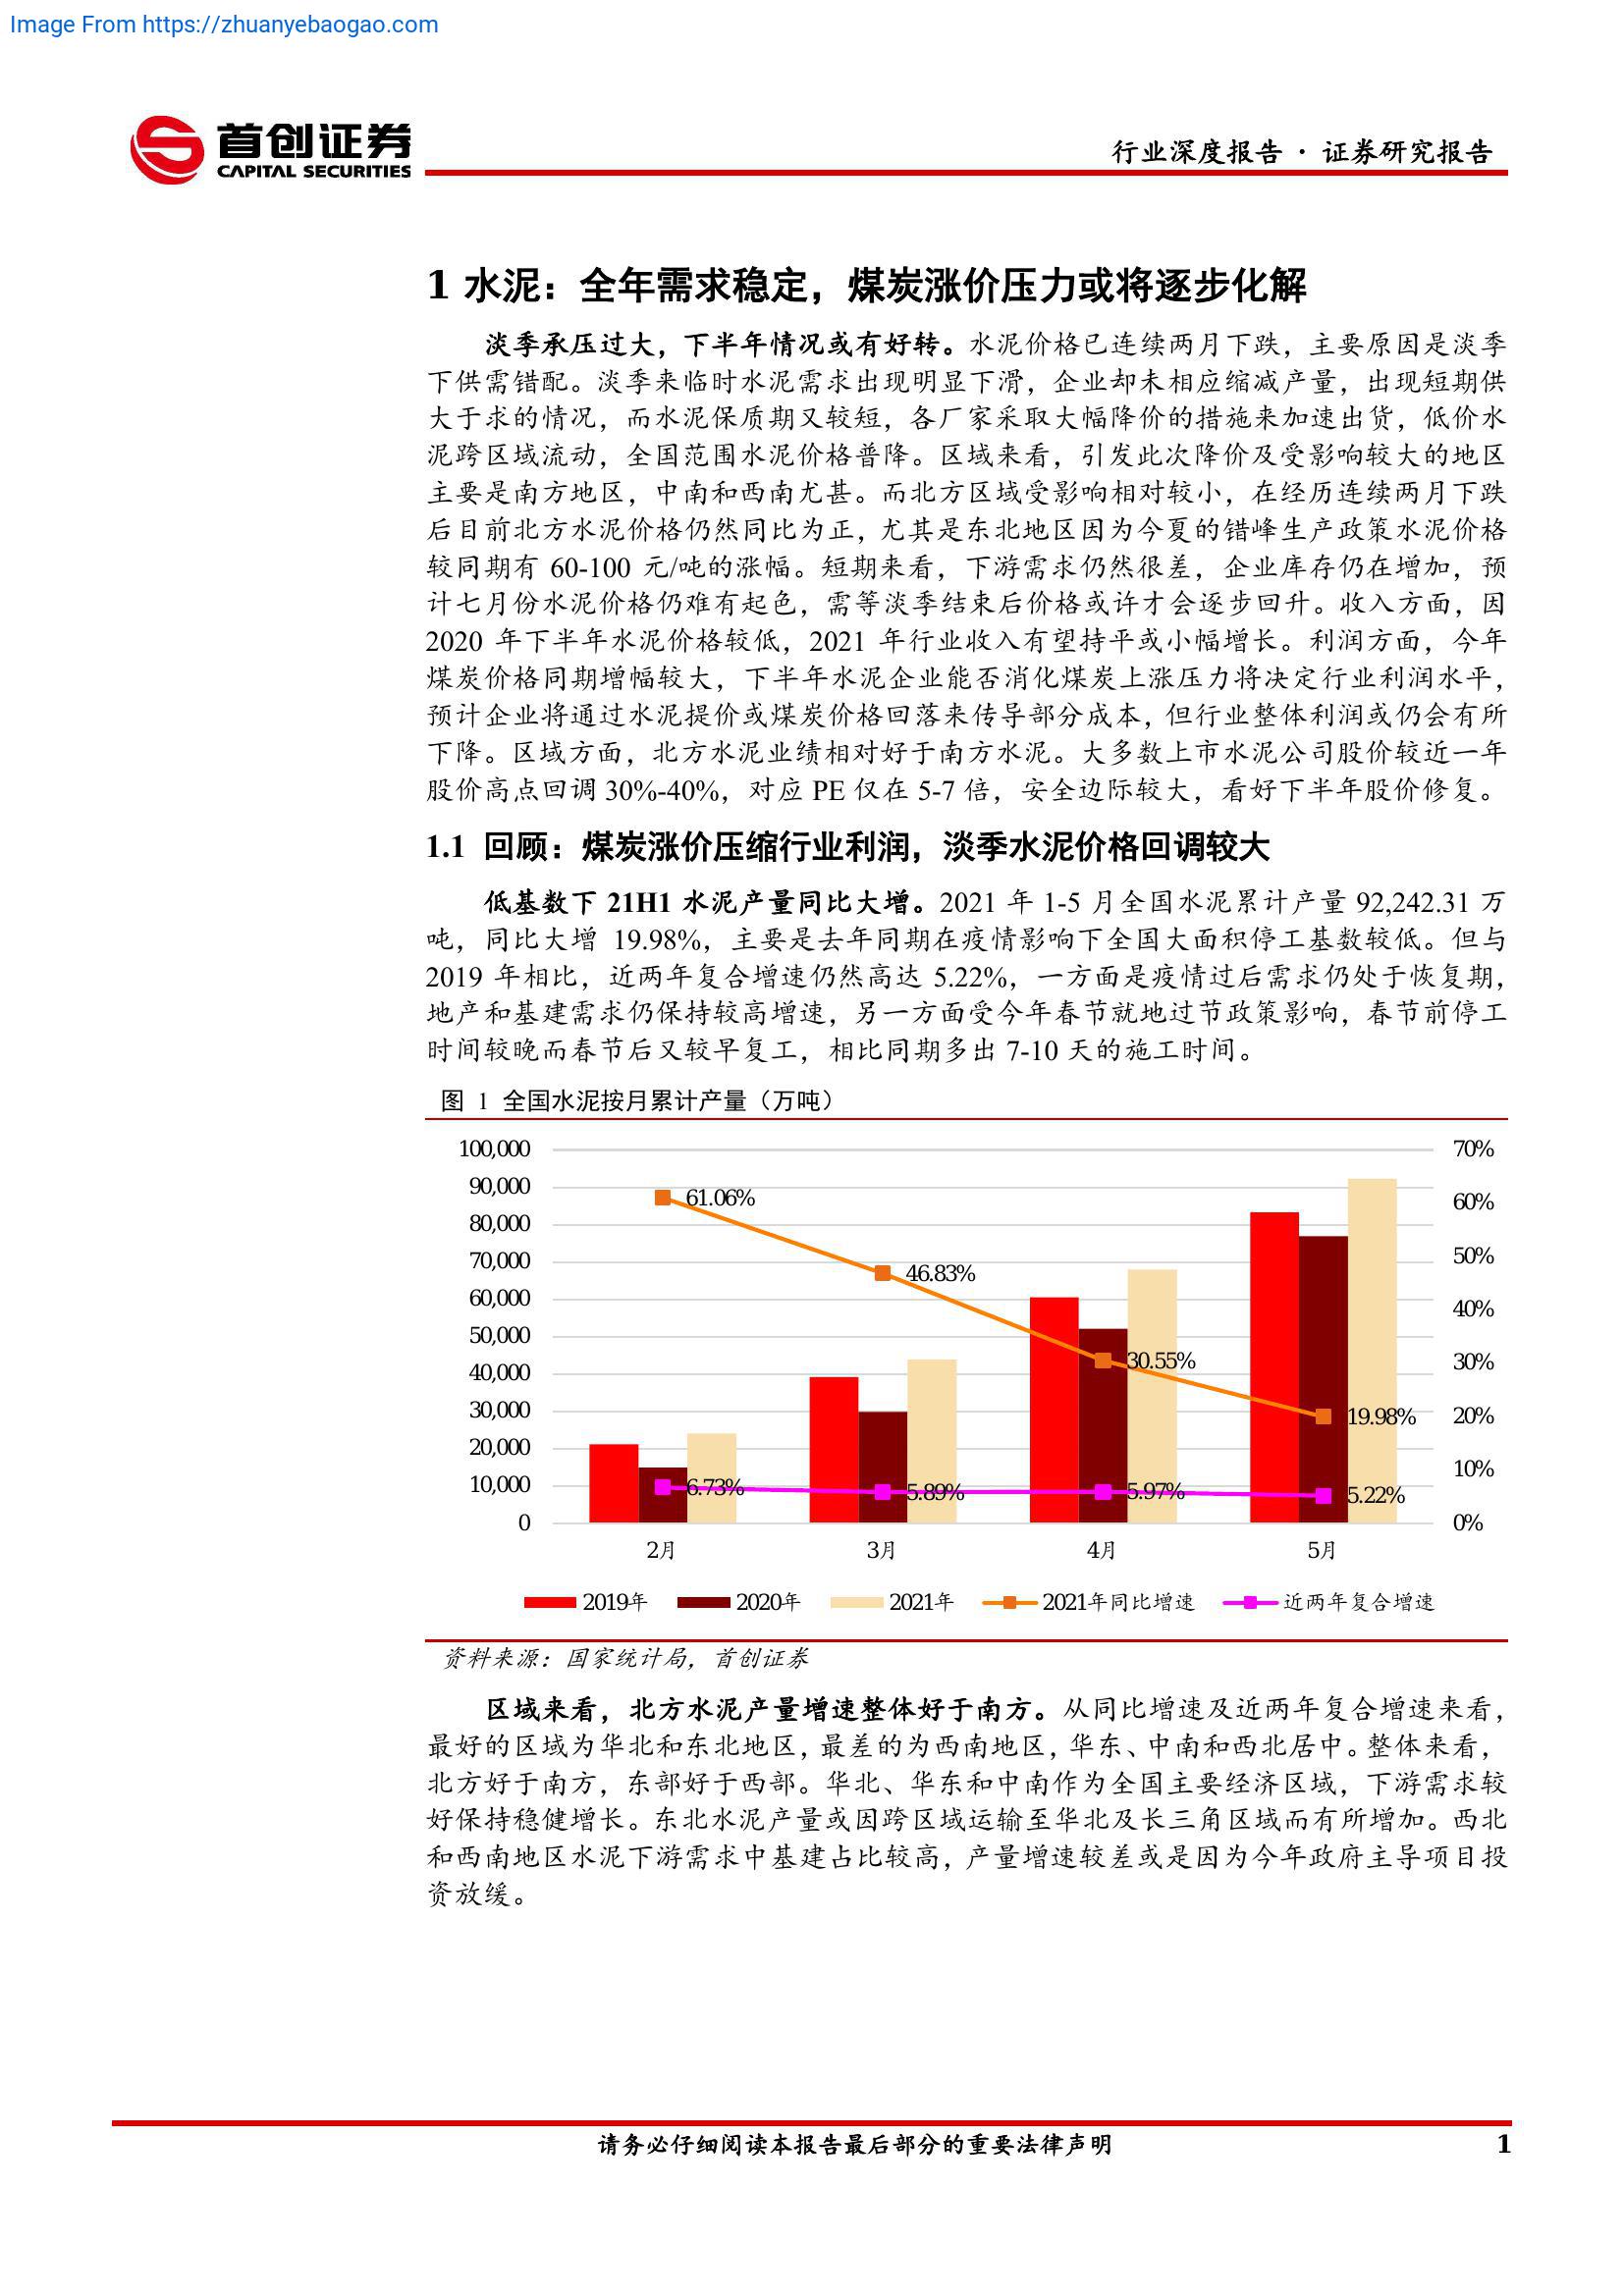 Image From https://zhuanyebaogao.com
首创证券
CAPITAL SECURITIES
行业深度报告 · 证券研究报告
1 水泥：全年需求稳定，煤炭涨价压力或将逐步化解
淡季承压过大，下半年情况或有好转。水泥价格已连续两月下跌，主要原因是淡季
下供需错配。淡季来临时水泥需求出现明显下滑，企业却未相应缩减产量，出现短期供
大于求的情况，而水泥保质期又较短，各厂家采取大幅降价的措施来加速出货，低价水
泥跨区域流动，全国范围水泥价格普降。区域来看，引发此次降价及受影响较大的地区
主要是南方地区，中南和西南尤甚。而北方区域受影响相对较小，在经历连续两月下跌
后目前北方水泥价格仍然同比为正，尤其是东北地区因为今夏的错峰生产政策水泥价格
较同期有 60-100 元/吨的涨幅。短期来看，下游需求仍然很差，企业库存仍在增加，预
计七月份水泥价格仍难有起色，需等淡季结束后价格或许才会逐步回升。收入方面，因
2020 年下半年水泥价格较低，2021 年行业收入有望持平或小幅增长。利润方面，今年
煤炭价格同期增幅较大，下半年水泥企业能否消化煤炭上涨压力将决定行业利润水平，
预计企业将通过水泥提价或煤炭价格回落来传导部分成本，但行业整体利润或仍会有所
下降。区域方面，北方水泥业绩相对好于南方水泥。大多数上市水泥公司股价较近一年
股价高点回调 30%-40%，对应 PE 仅在 5-7 倍，安全边际较大，看好下半年股价修复。
1.1 回顾：煤炭涨价压缩行业利润，淡季水泥价格回调较大
低基数下 21H1 水泥产量同比大增。2021 年 1-5 月全国水泥累计产量 92,242.31 万
吨，同比大增 19.98%，主要是去年同期在疫情影响下全国大面积停工基数较低。但与
2019 年相比，近两年复合增速仍然高达 5.22%，一方面是疫情过后需求仍处于恢复期，
地产和基建需求仍保持较高增速，另一方面受今年春节就地过节政策影响，春节前停工
时间较晚而春节后又较早复工，相比同期多出 7-10 天的施工时间。
图 1 全国水泥按月累计产量（万吨）
100,000 70%
90,000 61.06% 60%
80,000
70,000 46.83% 50%
60,000 40%
50,000 30.55% 30%
40,000
30,000 19.98% 20%
20,000 10%
10,000 6.73% 5.89% 5.97% 5.22%
0 0%
2月 3月 4月 5月
2019年 2020年 2021年 2021年同比增速 近两年复合增速
资料来源：国家统计局，首创证券
区域来看，北方水泥产量增速整体好于南方。从同比增速及近两年复合增速来看，
最好的区域为华北和东北地区，最差的为西南地区，华东、中南和西北居中。整体来看，
北方好于南方，东部好于西部。华北、华东和中南作为全国主要经济区域，下游需求较
好保持稳健增长。东北水泥产量或因跨区域运输至华北及长三角区域而有所增加。西北
和西南地区水泥下游需求中基建占比较高，产量增速较差或是因为今年政府主导项目投
资放缓。
请务必仔细阅读本报告最后部分的重要法律声明 1